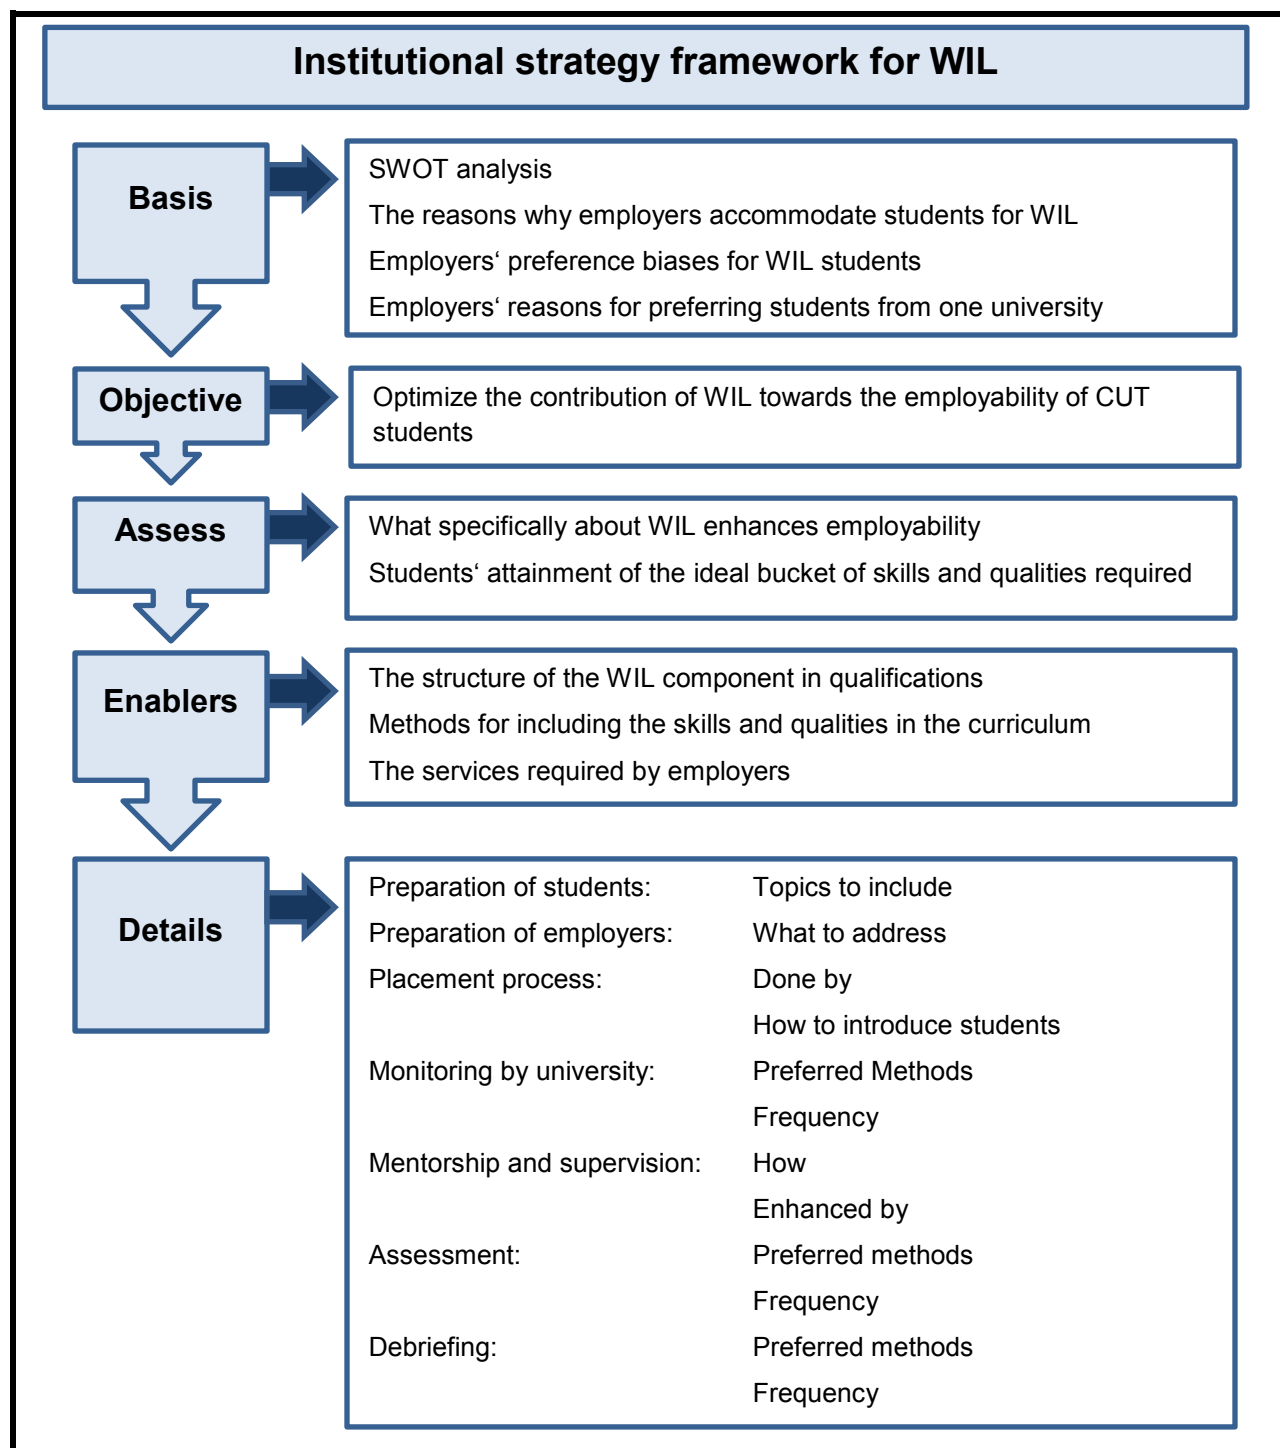 Institutional strategy framework for WIL
Basis
SWOT analysis
The reasons why employers accommodate students for WIL
Employers‘ preference biases for WIL students
Employers‘ reasons for preferring students from one university
Objective
Optimize the contribution of WIL towards the employability of CUT
students
Assess
What specifically about WIL enhances employability
Students‘ attainment of the ideal bucket of skills and qualities required
Enablers
The structure of the WIL component in qualifications
Methods for including the skills and qualities in the curriculum
The services required by employers
Details
Preparation of students: Topics to include
Preparation of employers: What to address
Placement process: Done by
How to introduce students
Monitoring by university: Preferred Methods
Frequency
Mentorship and supervision: How
Enhanced by
Assessment: Preferred methods
Frequency
Debriefing: Preferred methods
Frequency